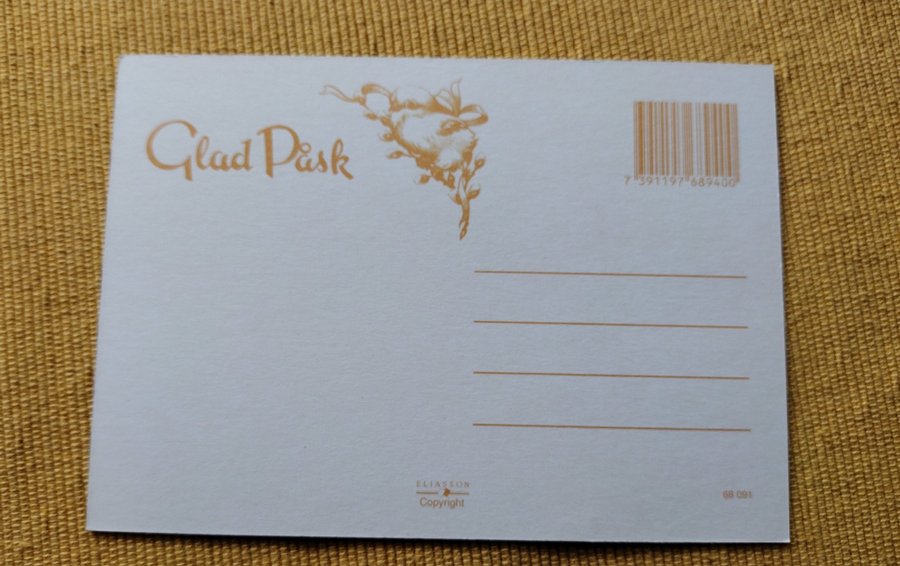 Glad Påsk
7 391197 689400
ELIASSON
Copyright
68 091